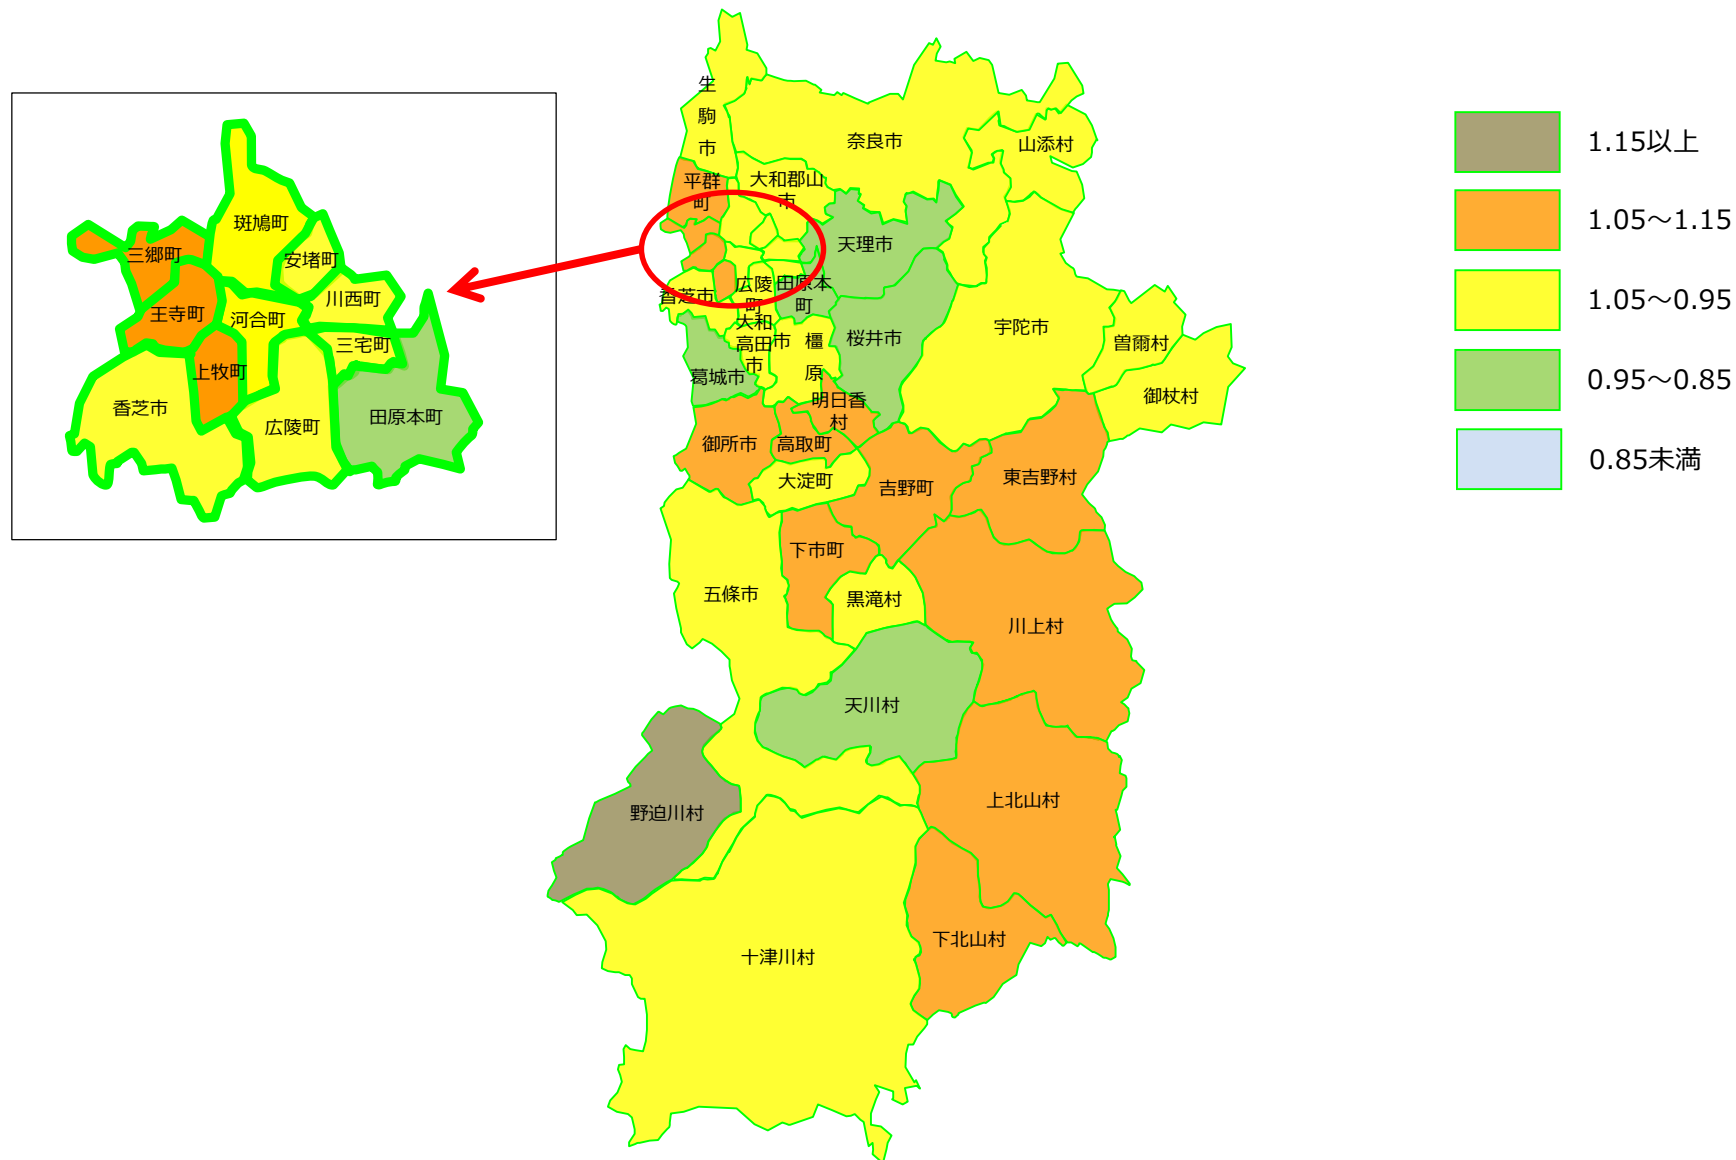 生
駒
市
奈良市
山添村
平群
町
大和郡山
市
天理市
香芝市
広陵
町
田原本
町
大和
高田
市
市
橿
原
葛城市
桜井市
宇陀市
曽爾村
御杖村
明日香
村
御所市
高取町
大淀町
吉野町
東吉野村
下市町
五條市
黒滝村
川上村
天川村
野迫川村
上北山村
下北山村
十津川村
斑鳩町
三郷町
安堵町
王寺町
河合町
川西町
三宅町
上牧町
香芝市
広陵町
田原本町
1.15以上
1.05～1.15
1.05～0.95
0.95～0.85
0.85未満